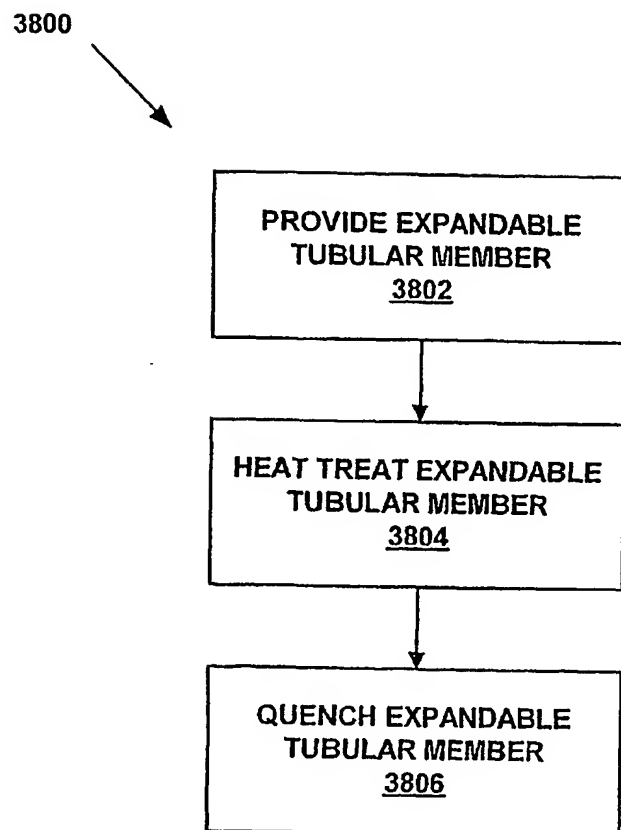 3800
PROVIDE EXPANDABLE
TUBULAR MEMBER
3802
HEAT TREAT EXPANDABLE
TUBULAR MEMBER
3804
QUENCH EXPANDABLE
TUBULAR MEMBER
3806